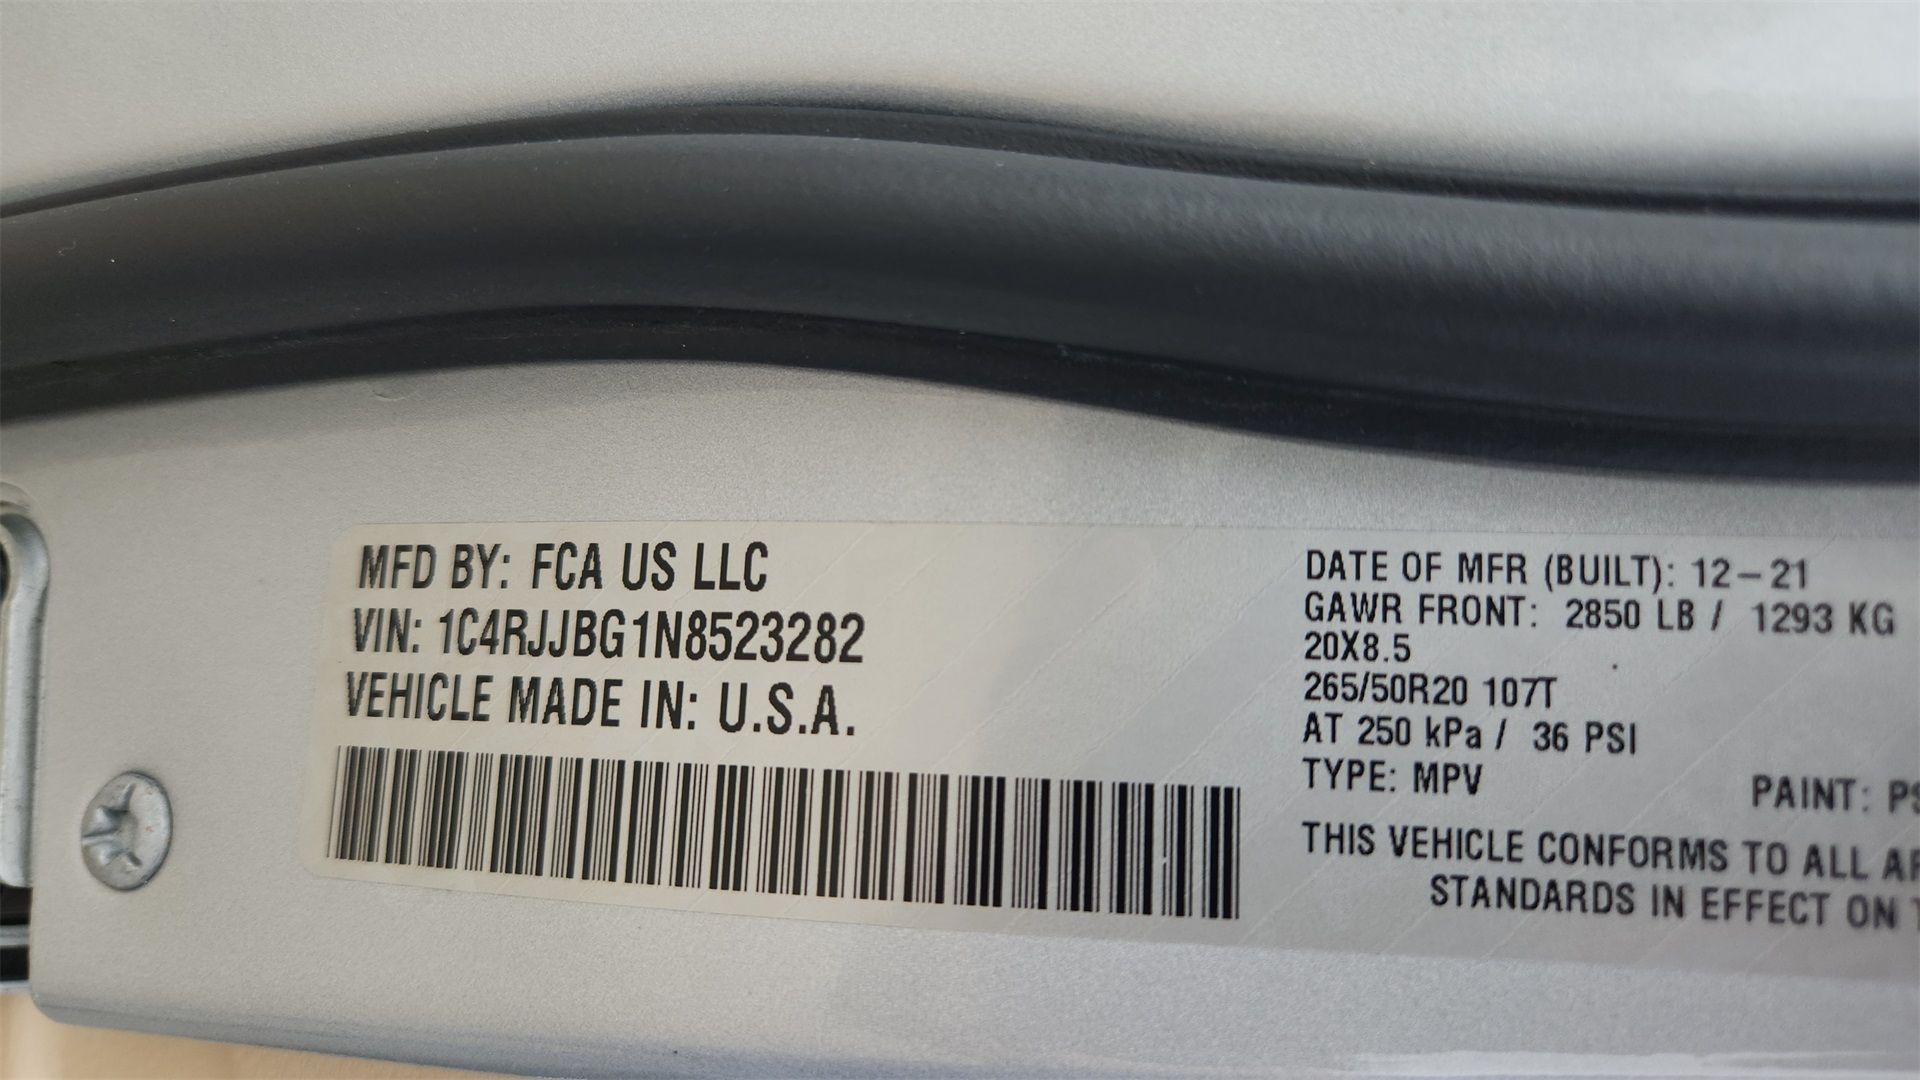 MFD BY: FCA US LLC
VIN: 1C4RJJBG1N8523282
VEHICLE MADE IN: U.S.A.
DATE OF MFR (BUILT): 12-21
GAWR FRONT: 2850 LB / 1293 KG
20X8.5
265/50R20 107T
AT 250 kPa / 36 PSI
TYPE: MPV
PAINT:
THIS VEHICLE CONFORMS TO ALL
STANDARDS IN EFFECT ON